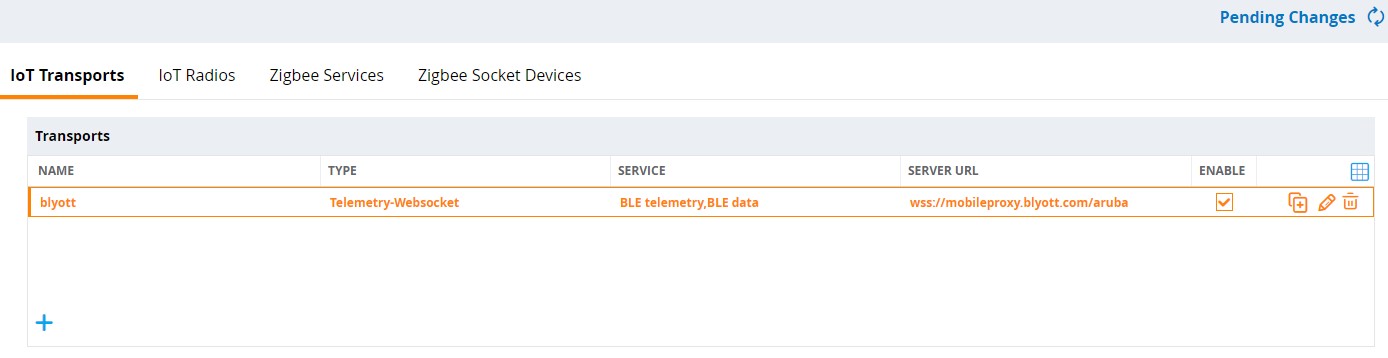 Pending Changes
IoT Transports IoT Radios Zigbee Services Zigbee Socket Devices
Transports
NAME TYPE SERVICE SERVER URL ENABLE
blyott Telemetry-Websocket BLE telemetry,BLE data wss://mobileproxy.blyott.com/aruba